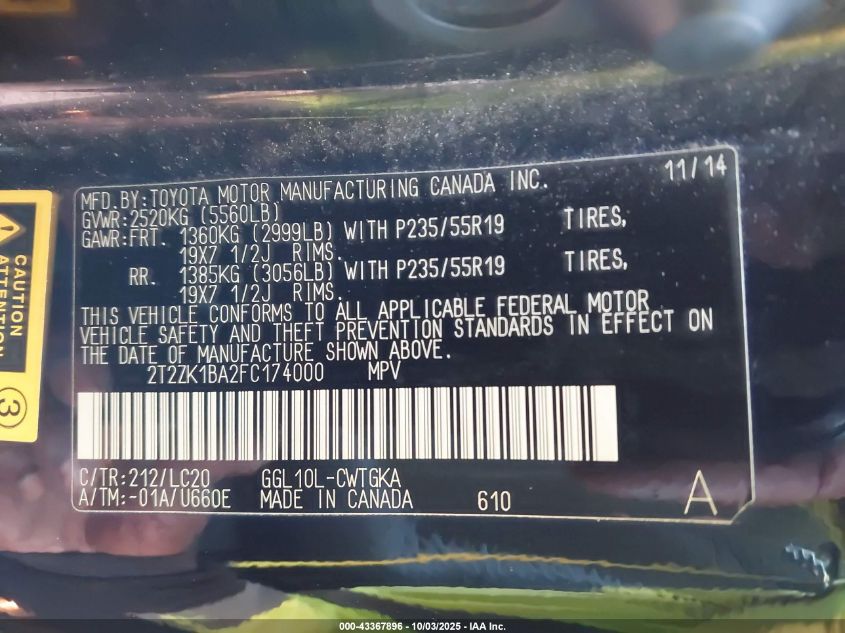 MFD.BY:TOYOTA MOTOR MANUFACTURING CANADA INC. 11/14
GVWR:2520KG (5560LB)
GAWR:FRT. 1360KG (2999LB) WITH P235/55R19 TIRES,
19X7 1/2J RIMS.
RR. 1385KG (3056LB) WITH P235/55R19 TIRES,
19X7 1/2J RIMS.
THIS VEHICLE CONFORMS TO ALL APPLICABLE FEDERAL MOTOR
VEHICLE SAFETY AND THEFT PREVENTION STANDARDS IN EFFECT ON
THE DATE OF MANUFACTURE SHOWN ABOVE.
2T2ZK1BA2FC174000 MPV
C/TR:212/LC20 GGL10L-CWTGKA
A/TM:-01A/U660E MADE IN CANADA 610 A
CAUTION
ATTENTION
3
000-43367896 - 10/03/2025 - IAA Inc.